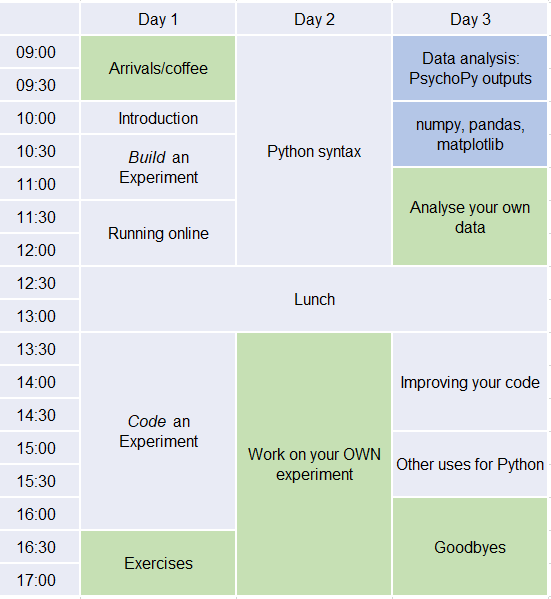 Day 1 Day 2 Day 3
09:00
Arrivals/coffee
Data analysis:
PsychoPy outputs
09:30
10:00
Introduction
numpy, pandas,
matplotlib
10:30
Build an
Experiment
Python syntax
11:00
11:30
Running online
Analyse your own
data
12:00
12:30
Lunch
13:00
13:30
14:00
Improving your code
14:30
Code an
Experiment
15:00
Work on your OWN
experiment
Other uses for Python
15:30
16:00
16:30
Exercises
Goodbyes
17:00